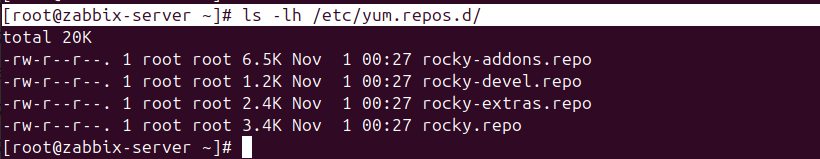 [root@zabbix-server ~]# ls -lh /etc/yum.repos.d/
total 20K
-rw-r--r--. 1 root root 6.5K Nov  1 00:27 rocky-addons.repo
-rw-r--r--. 1 root root 1.2K Nov  1 00:27 rocky-devel.repo
-rw-r--r--. 1 root root 2.4K Nov  1 00:27 rocky-extras.repo
-rw-r--r--. 1 root root 3.4K Nov  1 00:27 rocky.repo
[root@zabbix-server ~]#